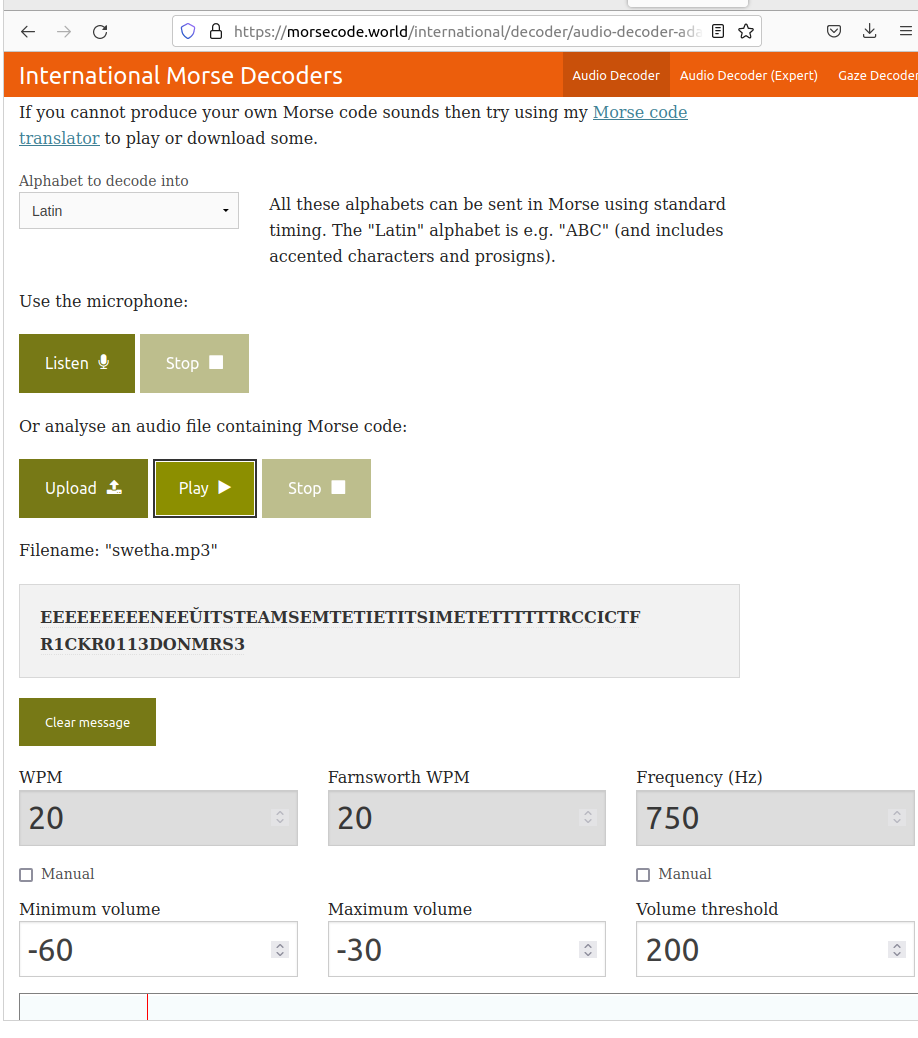 https://morsecode.world/international/decoder/audio-decoder-ada
International Morse Decoders
Audio Decoder
Audio Decoder (Expert)
Gaze Decoder
If you cannot produce your own Morse code sounds then try using my Morse code
translator to play or download some.
Alphabet to decode into
Latin
All these alphabets can be sent in Morse using standard
timing. The "Latin" alphabet is e.g. "ABC" (and includes
accented characters and prosigns).
Use the microphone:
Listen
Stop
Or analyse an audio file containing Morse code:
Upload
Play
Stop
Filename: "swetha.mp3"
EEEEEEEEENEEŬITSTEAMSEMTETIETITSIMETETTTTTTRCCICTF
R1CKR0113DONMRS3
Clear message
WPM
Farnsworth WPM
Frequency (Hz)
20
20
750
Manual
Manual
Minimum volume
Maximum volume
Volume threshold
-60
-30
200